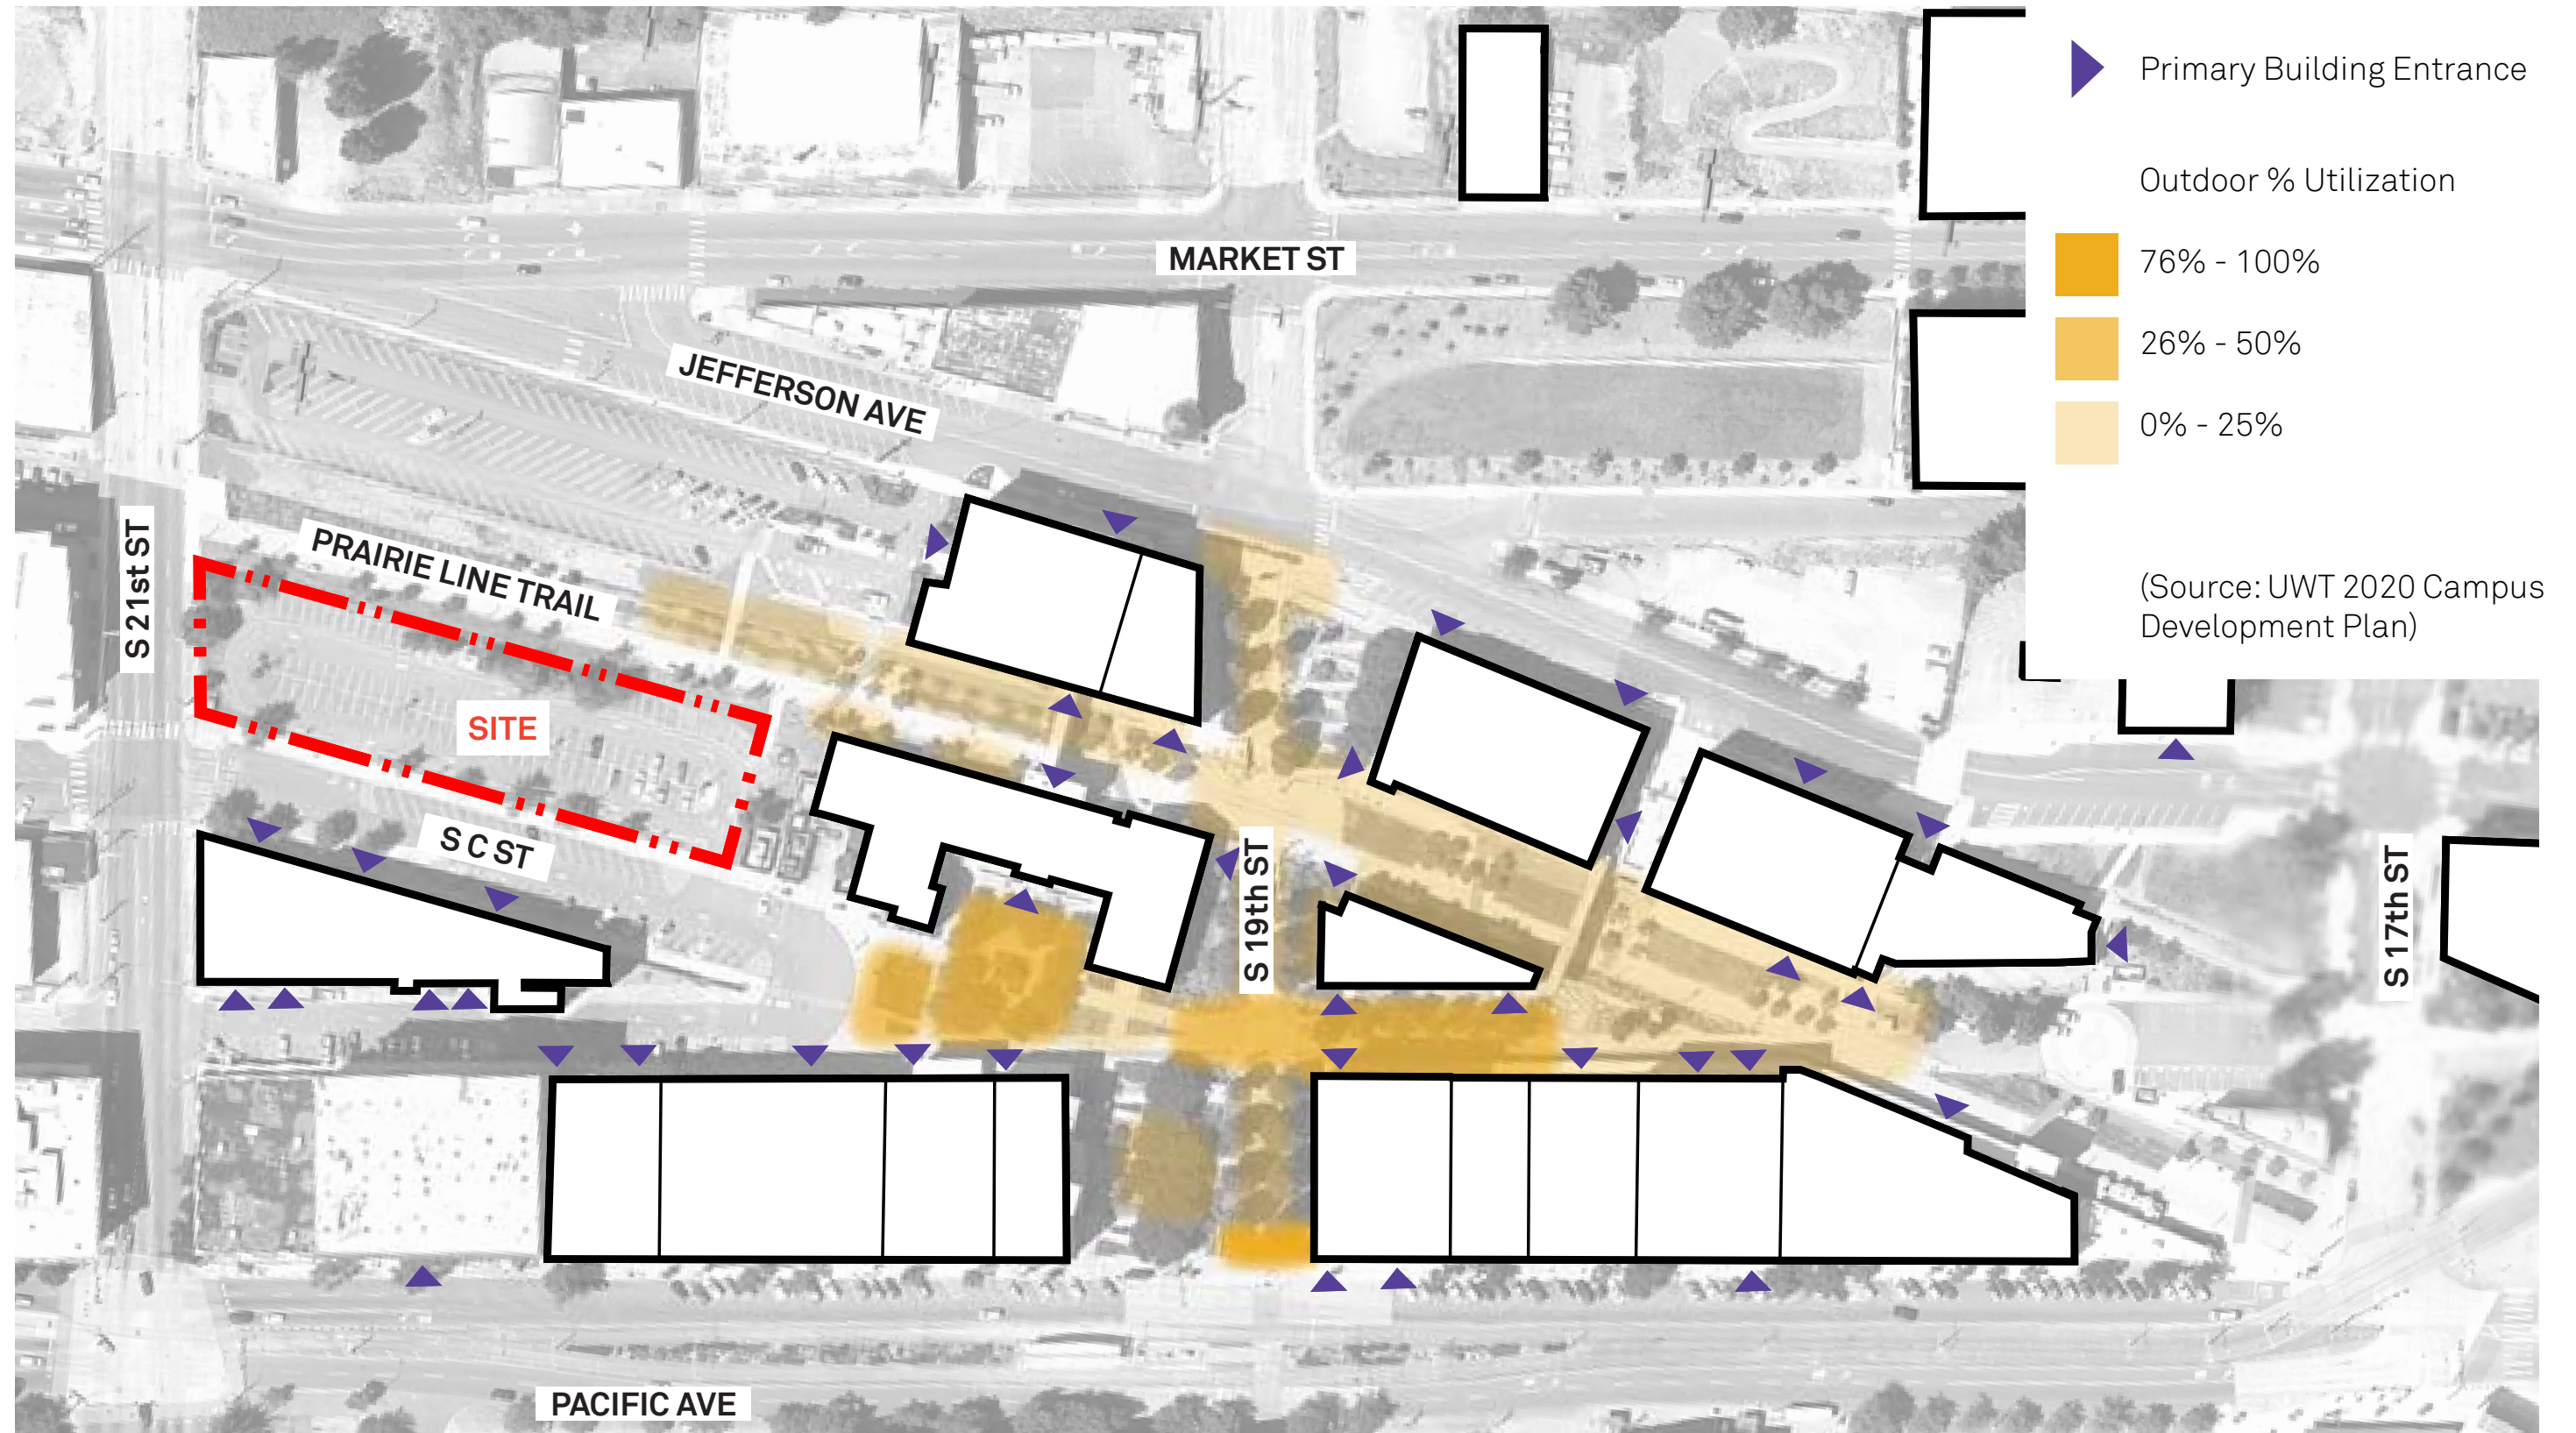 Primary Building Entrance
Outdoor % Utilization
76% - 100%
26% - 50%
0% - 25%
(Source: UWT 2020 Campus
Development Plan)
MARKET ST
JEFFERSON AVE
PRAIRIE LINE TRAIL
S 21st ST
SITE
S C ST
S 19th ST
S 17th ST
PACIFIC AVE